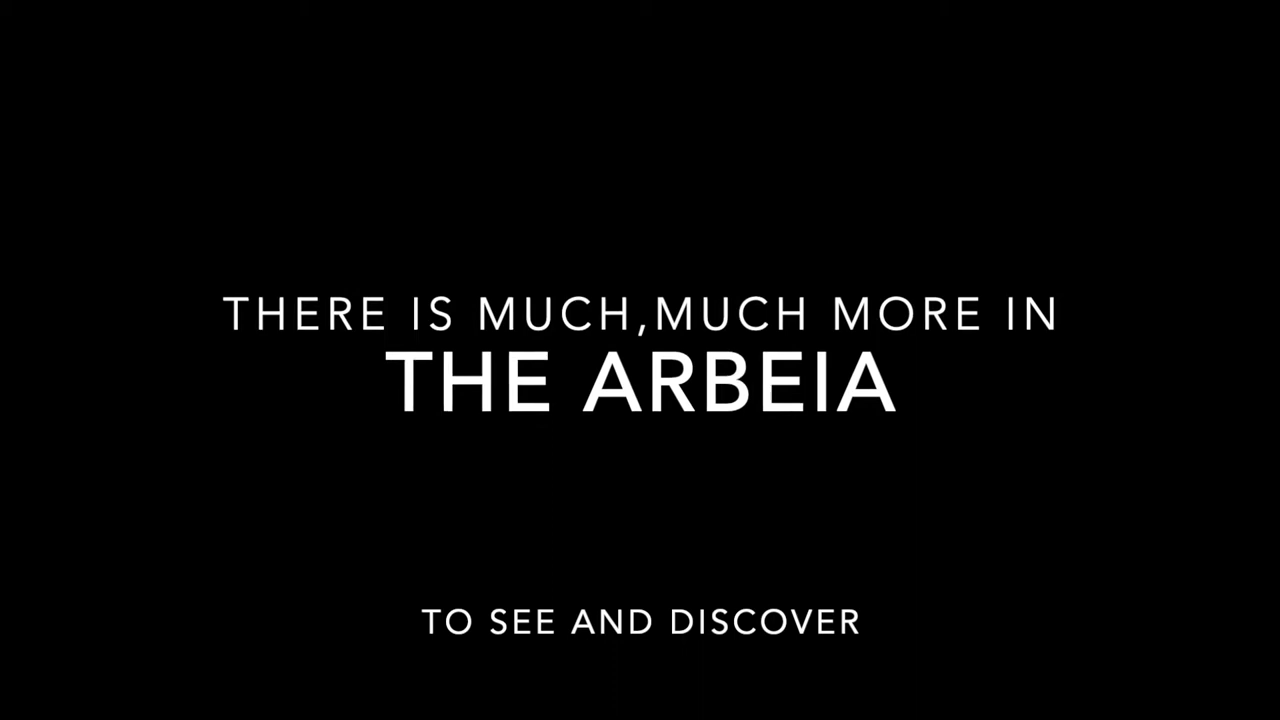 THERE IS MUCH,MUCH MORE IN
THE ARBEIA
TO SEE AND DISCOVER